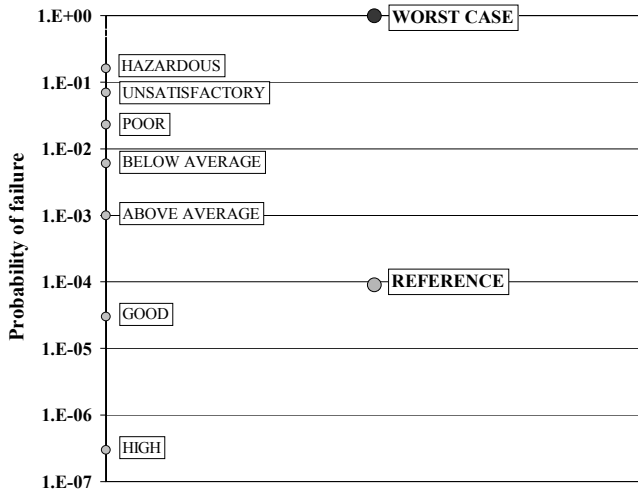 1.E+00
WORST CASE
HAZARDOUS
1.E-01
UNSATISFACTORY
POOR
1.E-02
BELOW AVERAGE
1.E-03
ABOVE AVERAGE
1.E-04
REFERENCE
GOOD
1.E-05
1.E-06
HIGH
1.E-07
Probability of failure